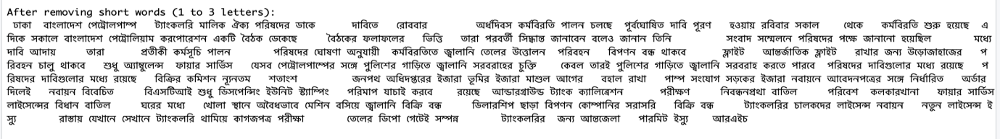 After removing short words (1 to 3 letters):
ঢাকা বাংলাদেশ পেট্রোলপাম্প ট্যাংকলরি মালিক ঐক্য পরিষদের ডাকে দাবিতে রোববার অর্ধদিবস কর্মবিরতি পালন চলছে পূর্বঘোষিত দাবি পূরণ হওয়ায় রবিবার সকাল থেকে কর্মবিরতি শুরু হয়েছে এ
দিকে সকালে বাংলাদেশ পেট্রোলিয়াম করপোরেশন একটি বৈঠক ডেকেছে বৈঠকের ফলাফলের ভিত্তি তারা পরবর্তী সিদ্ধান্ত জানাবেন বলেও জানান তিনি সংবাদ সম্মেলনে পরিষদের পক্ষে জানানো হয়েছিল মধ্যে
দাবি আদায় তারা প্রতীকী কর্মসূচি পালন পরিষদের ঘোষণা অনুযায়ী কর্মবিরতিতে জ্বালানি তেলের উত্তোলন পরিবহন বিপণন বন্ধ থাকবে ফ্লাইট আন্তর্জাতিক ফ্লাইট রাখার জন্য উড়োজাহাজের প
রিবহন চালু থাকবে শুধু অ্যাম্বুলেন্স ফায়ার সার্ভিস যেসব পেট্রোলপাম্পের সঙ্গে পুলিশের গাড়িতে জ্বালানি সরবরাহের চুক্তি কেবল তারই পুলিশের গাড়িতে জ্বালানি সরবরাহ করতে পারবে পরিষদের দাবিগুলোর মধ্যে রয়েছে প
রিষদের দাবিগুলোর মধ্যে রয়েছে বিক্রির কমিশন ন্যূনতম শতাংশ জনপথ অধিদপ্তরের ইজারা ভূমির ইজারা মাশুল আগের বহাল রাখা পাম্প সংযোগ সড়কের ইজারা নবায়নে আবেদনপত্রের সঙ্গে নির্ধারিত অর্ডার
দিলেই নবায়ন বিবেচিত বিএসটিআই শুধু ডিসপেন্সিং ইউনিট স্ট্যাম্পিং পরিমাপ যাচাই করবে রয়েছে আন্ডারগ্রাউন্ড ট্যাংক ক্যালিব্রেশন পরীক্ষণ নিবন্ধনপ্রথা বাতিল পরিবেশ কলকারখানা ফায়ার সার্ভিস
লাইসেন্সের বিধান বাতিল ঘরের মধ্যে খোলা স্থানে অবৈধভাবে মেশিন বসিয়ে জ্বালানি বিক্রি বন্ধ ডিলারশিপ ছাড়া বিপণন কোম্পানির সরাসরি বিক্রি বন্ধ ট্যাংকলরির চালকদের লাইসেন্স নবায়ন নতুন লাইসেন্স ই
স্যু রাস্তায় যেখানে সেখানে ট্যাংকলরি থামিয়ে কাগজপত্র পরীক্ষা তেলের ডিপো গেটেই সম্পন্ন ট্যাংকলরির জন্য আন্তজেলা পারমিট ইস্যু আরএইচ